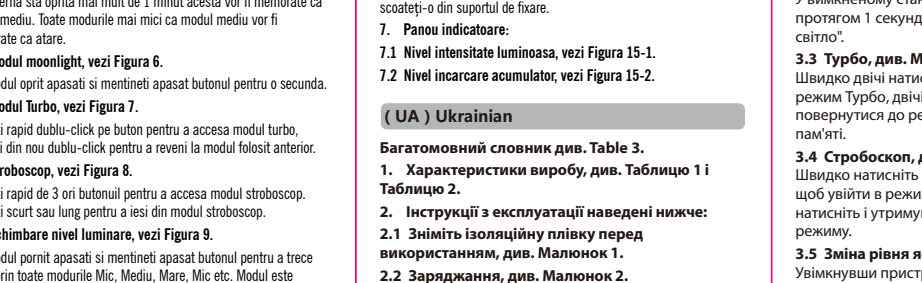 erna sta oprita mai mult de 1 minut acesta vor fi memorate ca
mediu. Toate modurile mai mici ca modul mediu vor fi
rate ca atare.
odul moonlight, vezi Figura 6.
dul oprit apasati si mentineti apasat butonul pentru o secunda.
odul Turbo, vezi Figura 7.
i rapid dublu-click pe buton pentru a accesa modul turbo,
i din nou dublu-click pentru a reveni la modul folosit anterior.
roboscop, vezi Figura 8.
i rapid de 3 ori butonuil pentru a accesa modul stroboscop.
i scurt sau lung pentru a iesi din modul stroboscop.
chimbare nivel luminare, vezi Figura 9.
dul pornit apasati si mentineti apasat butonul pentru a trece
rin toate modurile Mic, Mediu, Mare, Mic etc. Modul este
scoateți-o din suportul de fixare.
7. Panou indicatoare:
7.1 Nivel intensitate luminoasa, vezi Figura 15-1.
7.2 Nivel incarcare acumulator, vezi Figura 15-2.
( UA ) Ukrainian
Багатомовний словник див. Table 3.
1. Характеристики виробу, див. Таблицю 1 і
Таблицю 2.
2. Інструкції з експлуатації наведені нижче:
2.1 Зніміть ізоляційну плівку перед
використанням, див. Малюнок 1.
2.2 Заряджання, див. Малюнок 2.
У вимкненому стан
протягом 1 секунд
світло".
3.3 Турбо, див. М
Швидко двічі натис
режим Турбо, двічі
повернутися до ре
пам'яті.
3.4 Стробоскоп, д
Швидко натисніть
щоб увійти в режи
натисніть і утримуй
режиму.
3.5 Зміна рівня я
Увімкнувши пристр